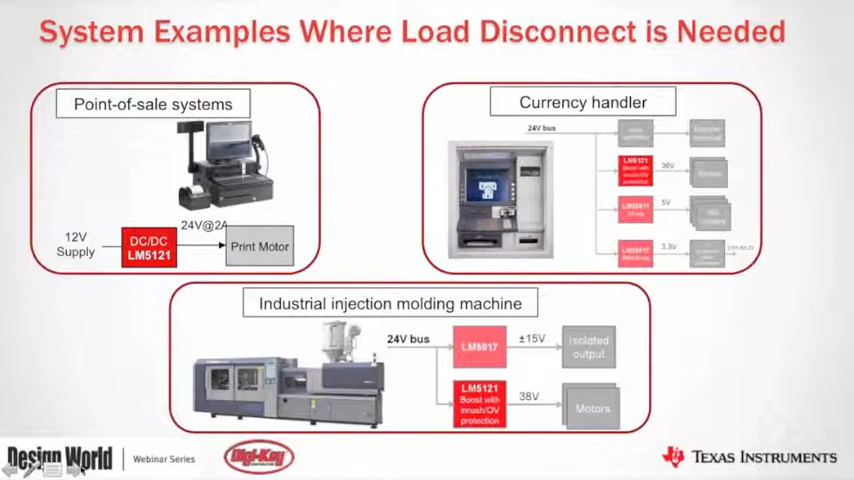 System Examples Where Load Disconnect is Needed
Point-of-sale systems
24V@2A
12V
Supply
DC/DC
LM5121
Print Motor
Currency handler
24V bus
LM5121
Boost with
inrush/OV
protection
36V
5V
3.3V
Industrial injection molding machine
24V bus
LM5017
±15V
Isolated
output
LM5121
Boost with
inrush/OV
protection
38V
Motors
Design World
Webinar Series
Digi-Key
CORPORATION
TEXAS INSTRUMENTS